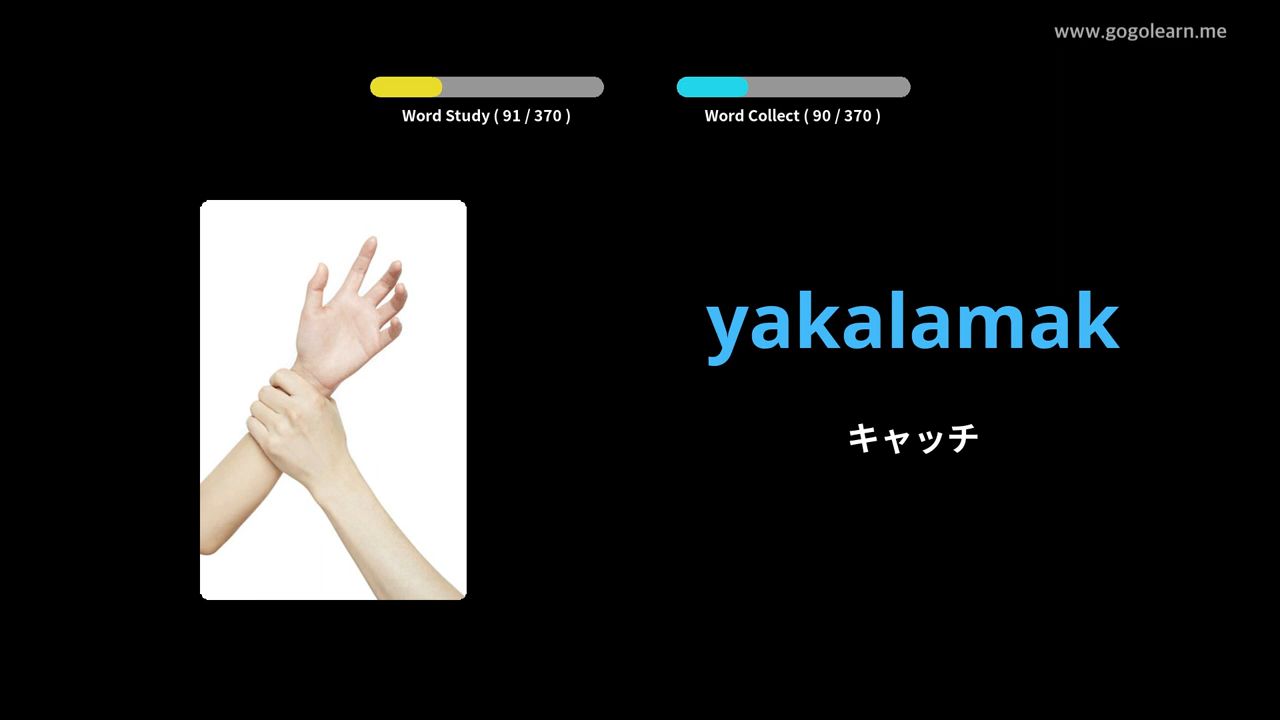 www.gogolearn.me
Word Study ( 91 / 370 )
Word Collect ( 90 / 370 )
yakalamak
キャッチ